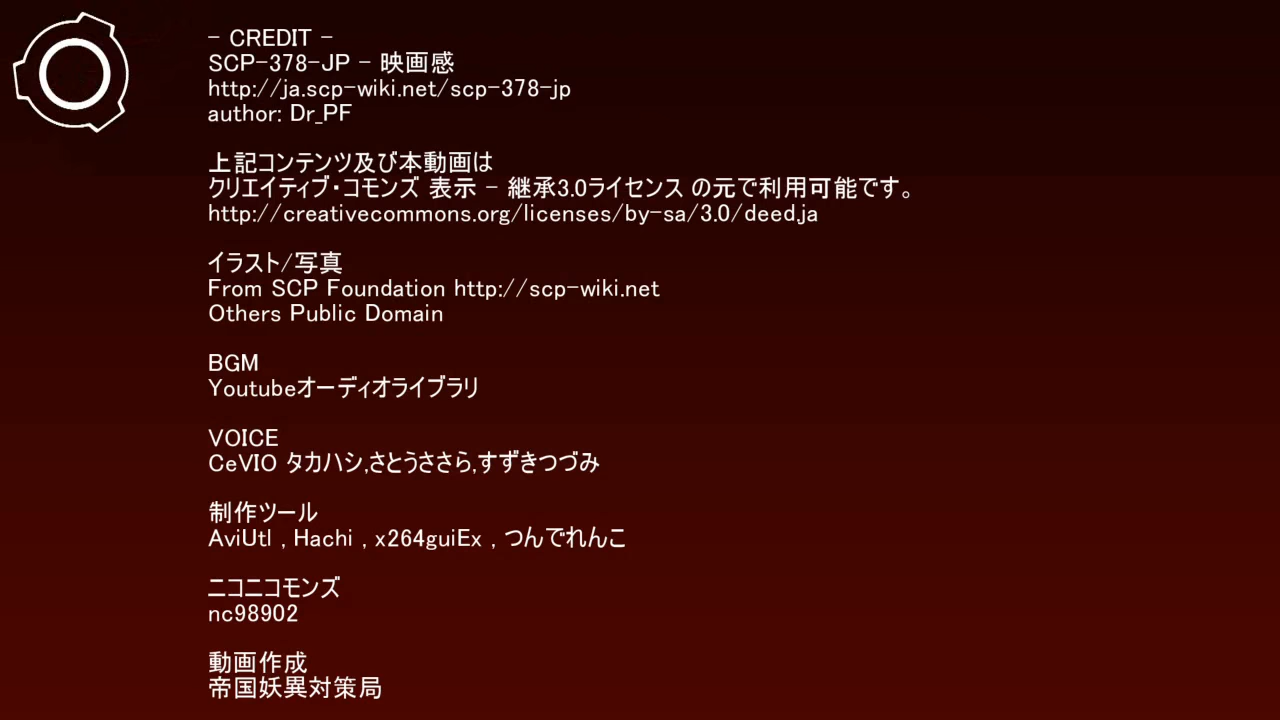 - CREDIT -
SCP-378-JP - 映画感
http://ja.scp-wiki.net/scp-378-jp
author: Dr_PF
上記コンテンツ及び本動画は
クリエイティブ・コモンズ 表示 - 継承3.0ライセンス の元で利用可能です。
http://creativecommons.org/licenses/by-sa/3.0/deed.ja
イラスト/写真
From SCP Foundation http://scp-wiki.net
Others Public Domain
BGM
Youtubeオーディオライブラリ
VOICE
CeVIO タカハシ,さとうささら,すずきつづみ
制作ツール
AviUtl , Hachi , x264guiEx , つんでれんこ
ニコニコモンズ
nc98902
動画作成
帝国妖異対策局